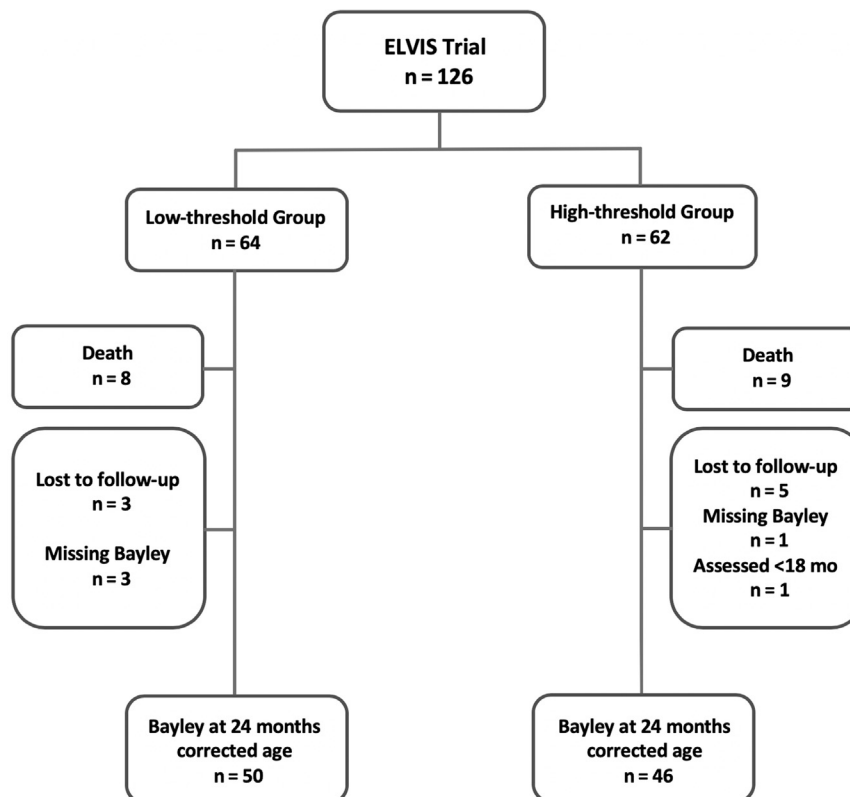 ELVIS Trial
n = 126
Low-threshold Group
n = 64
High-threshold Group
n = 62
Death
n = 8
Death
n = 9
Lost to follow-up
n = 3
Missing Bayley
n = 3
Lost to follow-up
n = 5
Missing Bayley
n = 1
Assessed <18 mo
n = 1
Bayley at 24 months
corrected age
n = 50
Bayley at 24 months
corrected age
n = 46